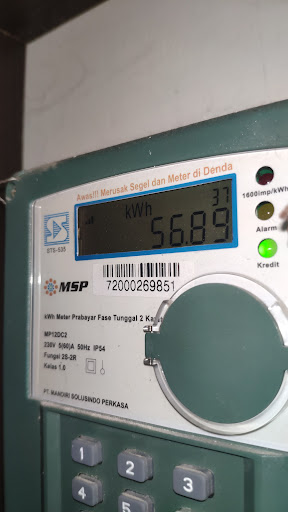 Awas!!! Merusak Segel dan Meter di Denda
37
kWh
56.89
1600imp/kWh
Alarm
Kredit
STS-535
MSP
72000269851
kWh Meter Prabayar Fase Tunggal 2 Kawat
MP12DC2
230V 5(60)A 50Hz IP54
Fungsi 2S-2R
Kelas 1.0
PT. MANDIRI SOLUSINDO PERKASA
1 2 3
4 5